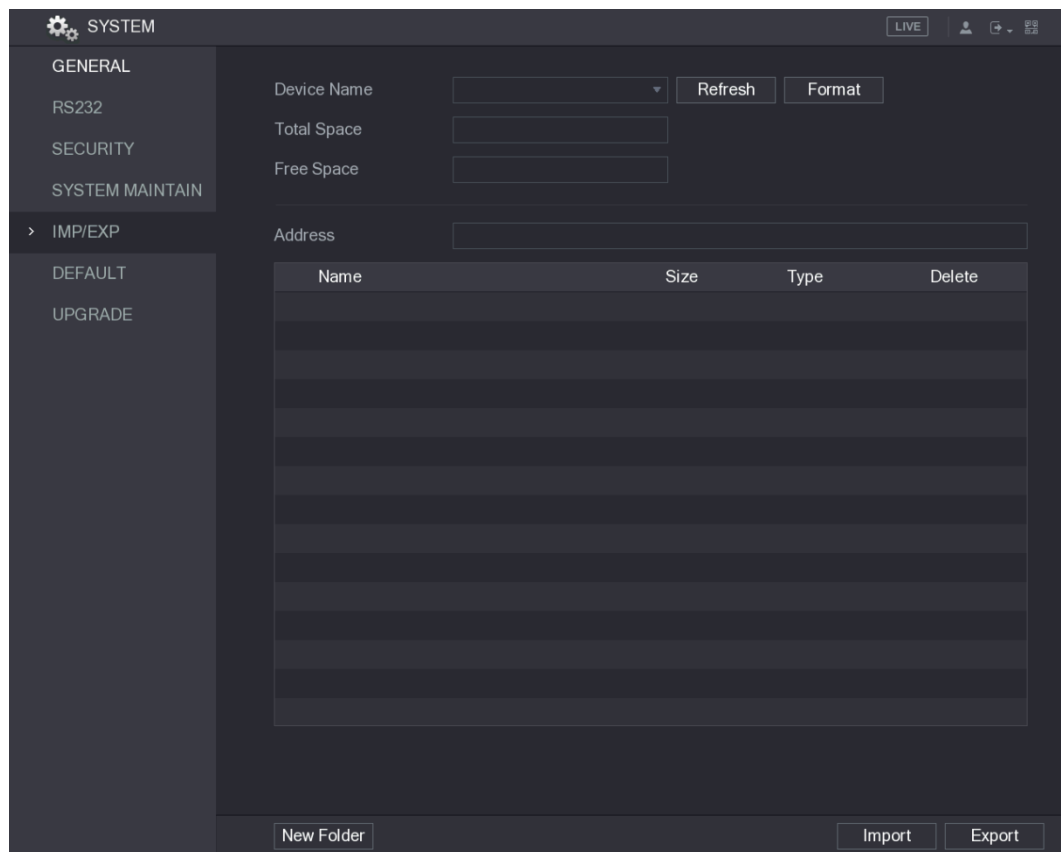 SYSTEM LIVE
GENERAL
RS232
SECURITY
SYSTEM MAINTAIN
IMP/EXP
DEFAULT
UPGRADE
Device Name Refresh Format
Total Space
Free Space
Address
Name Size Type Delete
New Folder Import Export